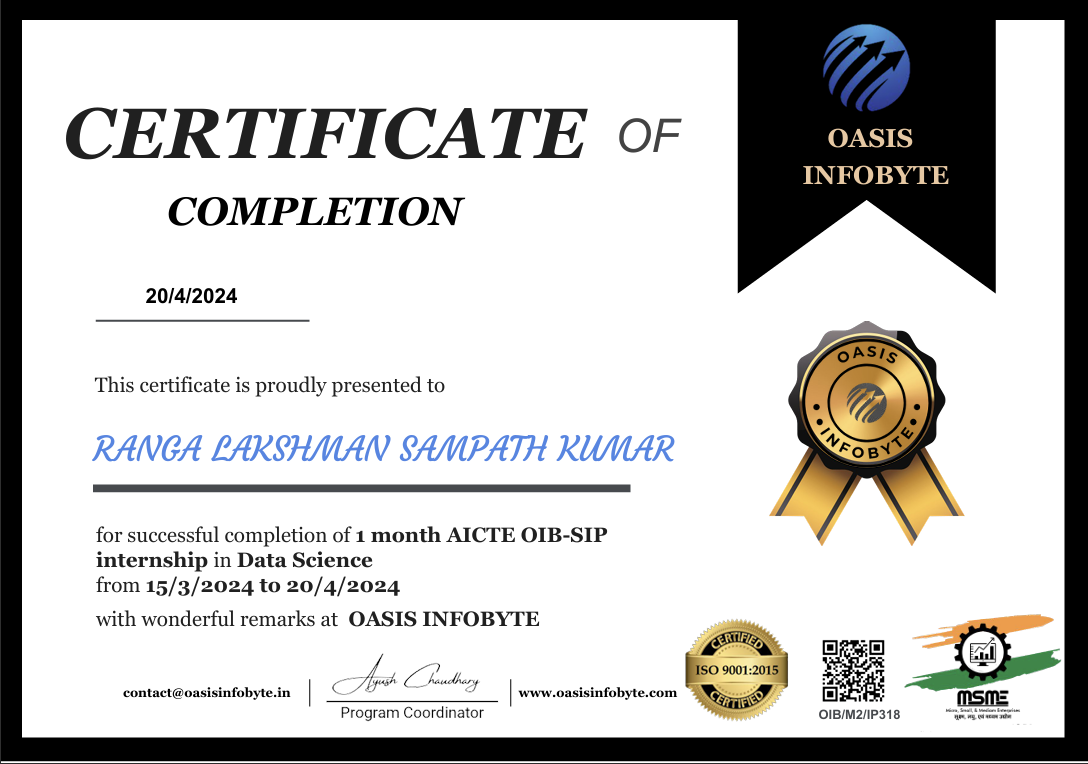 CERTIFICATE OF
COMPLETION
OASIS
INFOBYTE
20/4/2024
This certificate is proudly presented to
RANGA LAKSHMAN SAMPATH KUMAR
OASIS
INFOBYTE
for successful completion of 1 month AICTE OIB-SIP
internship in Data Science
from 15/3/2024 to 20/4/2024
with wonderful remarks at OASIS INFOBYTE
contact@oasisinfobyte.in
Ayush Chaudhary
Program Coordinator
www.oasisinfobyte.com
CERTIFIED
ISO 9001:2015
CERTIFIED
OIB/M2/IP318
MSME
Micro, Small, & Medium Enterprises
सूक्ष्म, लघु, एवं मध्यम उद्योग